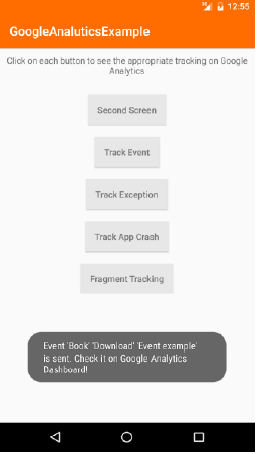 12:55
GoogleAnaluticsExample
Click on each button to see the appropriate tracking on Google
Analytics
Second Screen
Track Event
Track Exception
Track App Crash
Fragment Tracking
Event 'Book' 'Download' 'Event example'
is sent. Check it on Google Analytics
Dashboard!